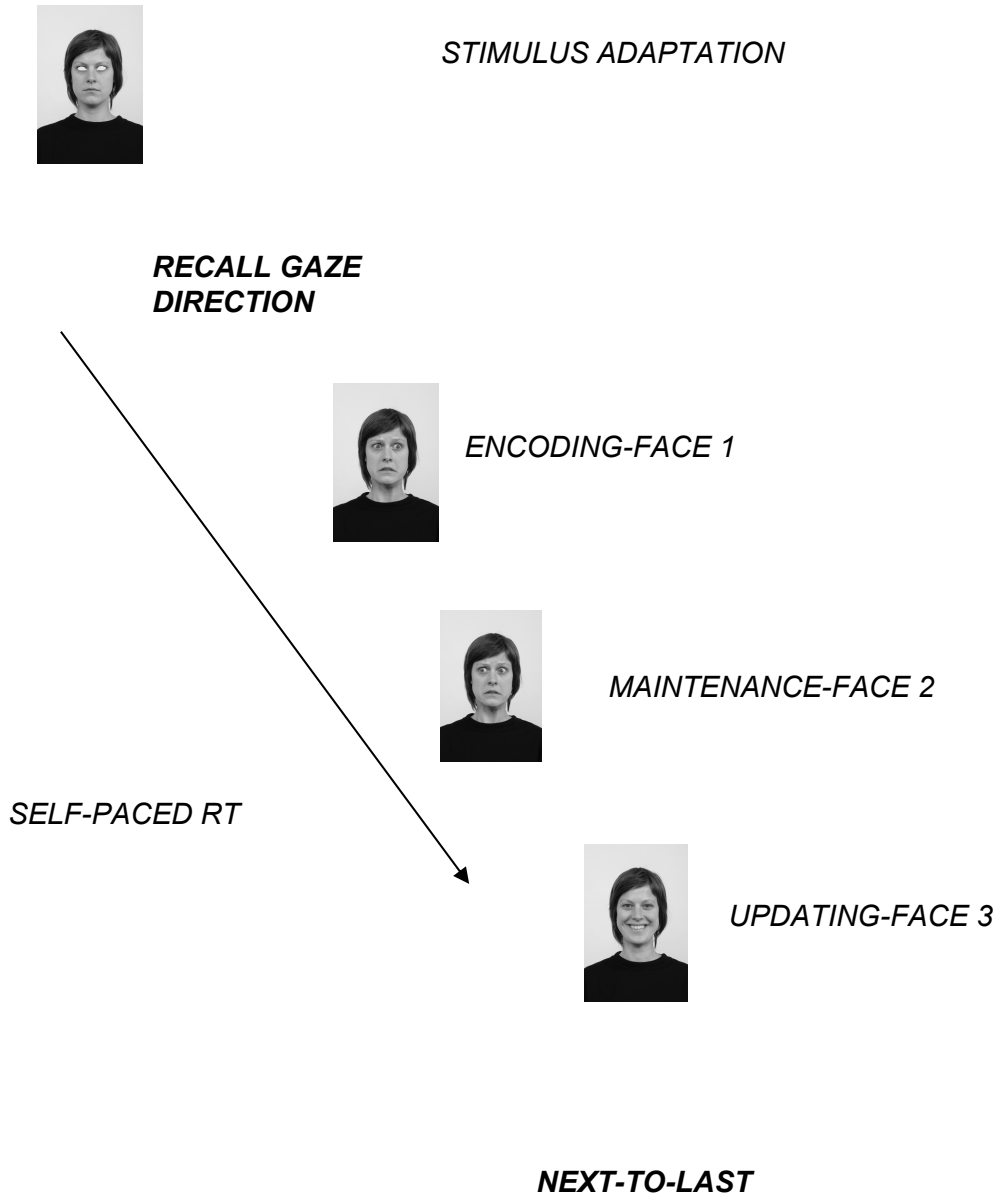 STIMULUS ADAPTATION
RECALL GAZE
DIRECTION
ENCODING-FACE 1
MAINTENANCE-FACE 2
SELF-PACED RT
UPDATING-FACE 3
NEXT-TO-LAST